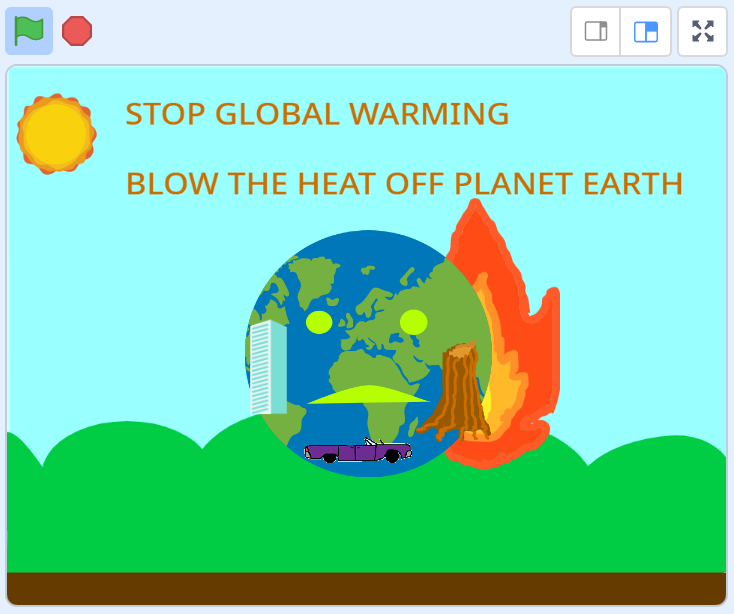 STOP GLOBAL WARMING
BLOW THE HEAT OFF PLANET EARTH